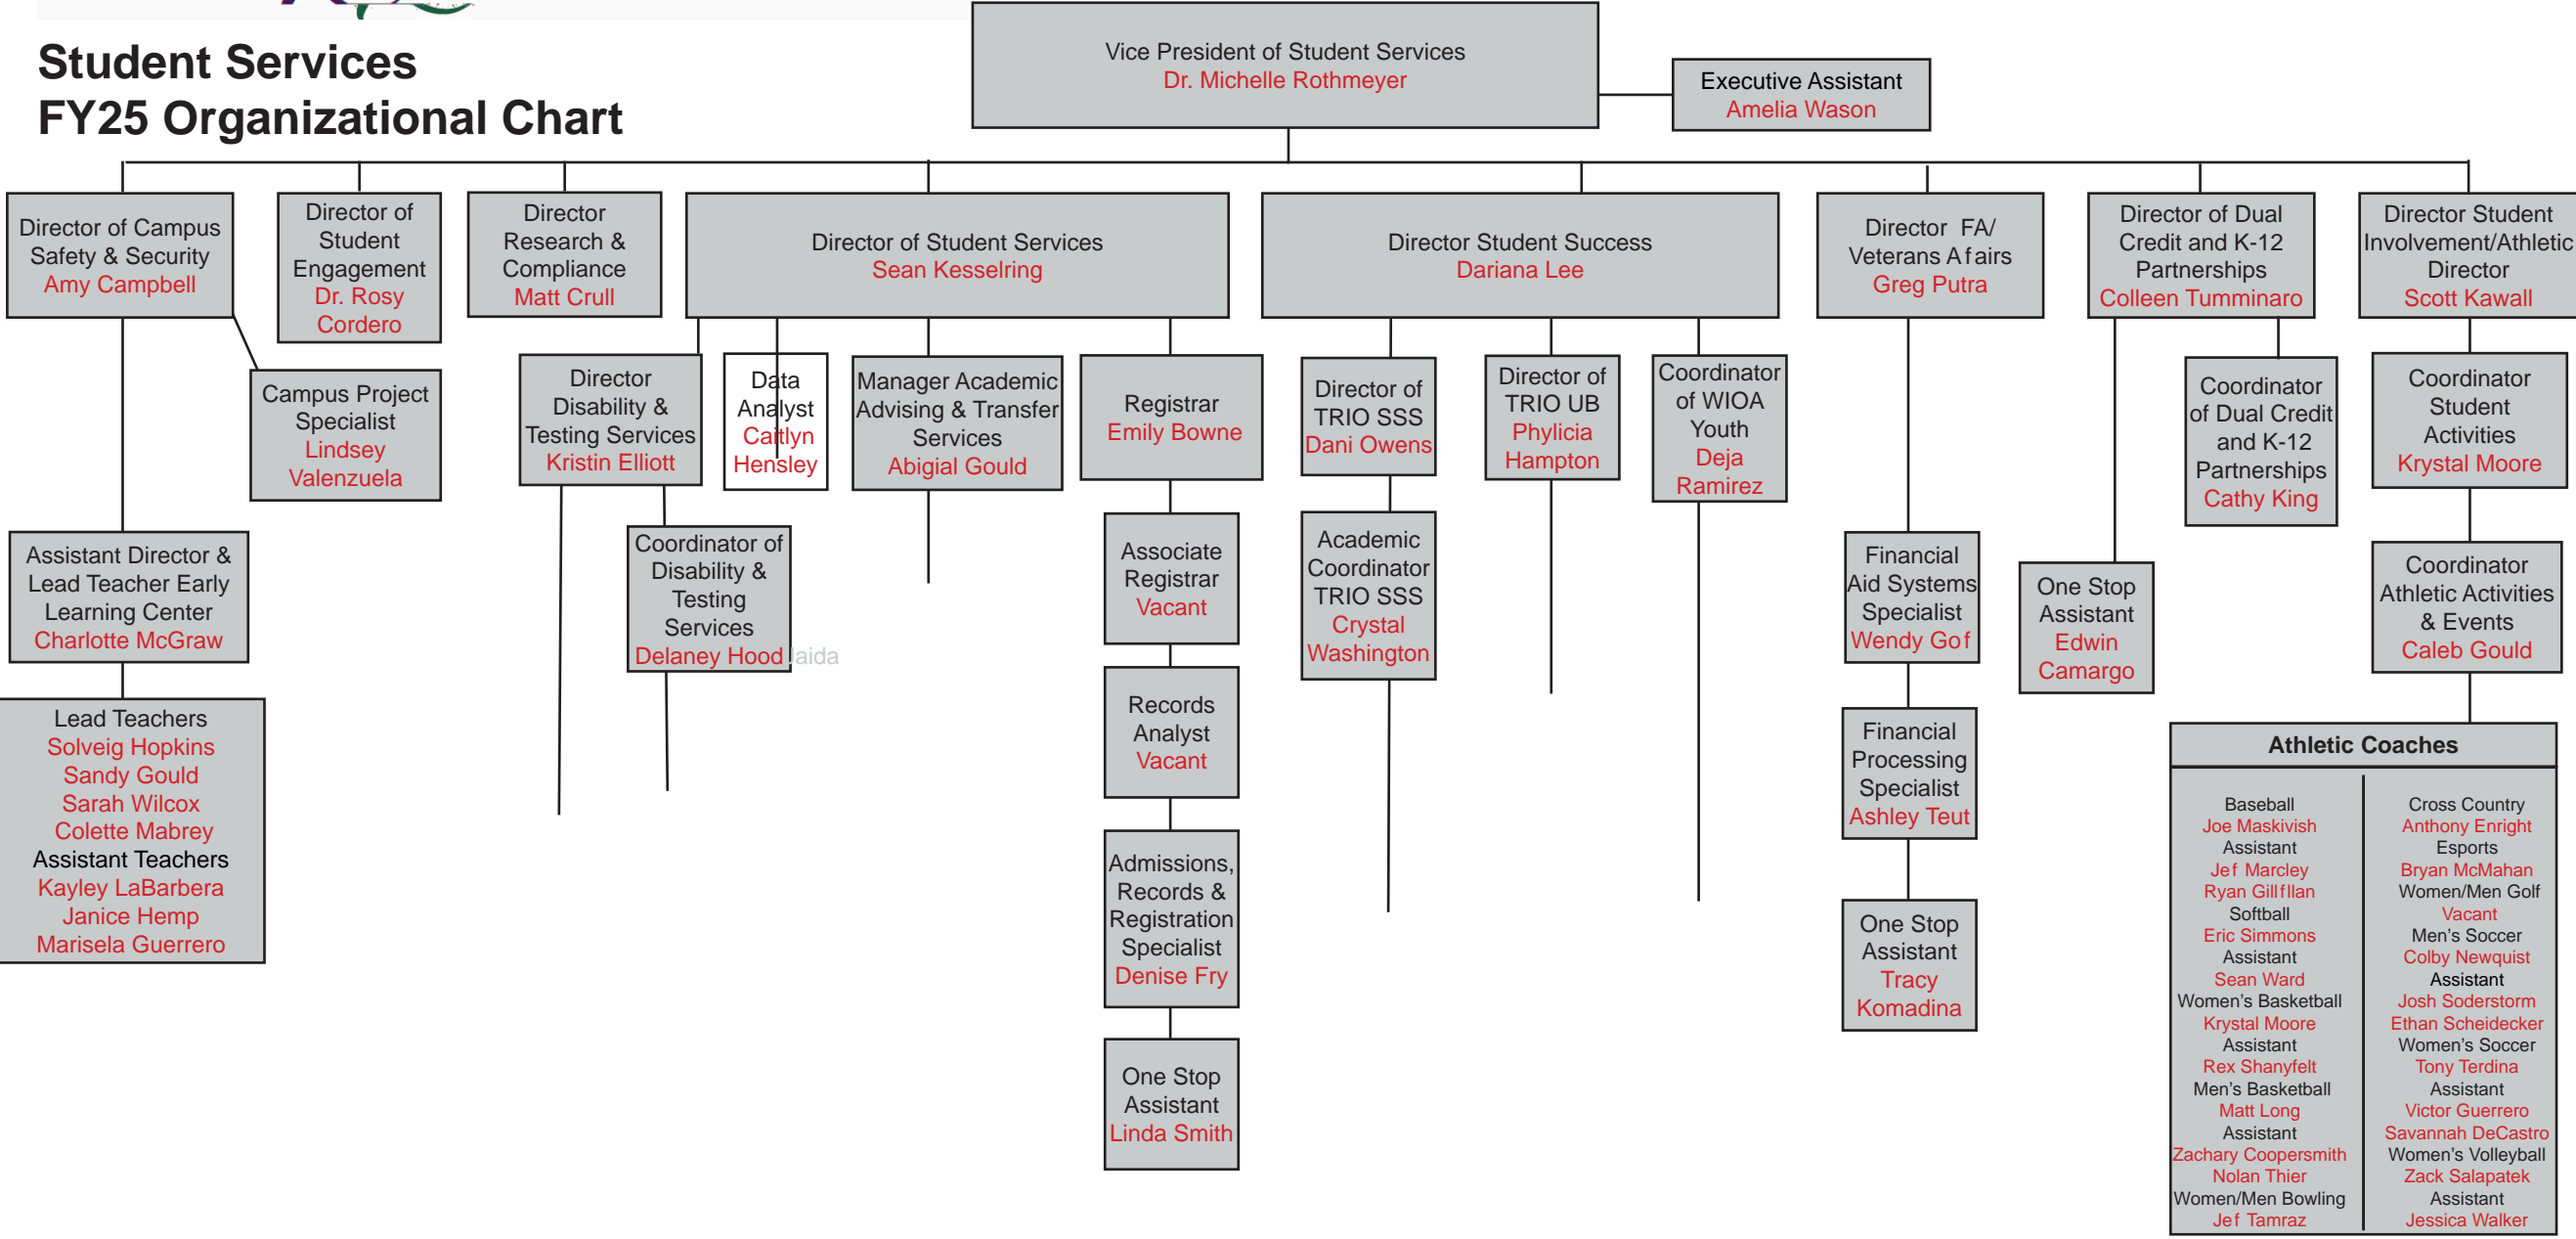 Student Services
FY25 Organizational Chart
Vice President of Student Services
Dr. Michelle Rothmeyer
Executive Assistant
Amelia Wason
Director of Campus
Safety & Security
Amy Campbell
Director of
Student
Engagement
Dr. Rosy
Cordero
Director
Research &
Compliance
Matt Crull
Director of Student Services
Sean Kesselring
Director Student Success
Dariana Lee
Director FA/
Veterans Af airs
Greg Putra
Director of Dual
Credit and K-12
Partnerships
Colleen Tumminaro
Director Student
Involvement/Athletic
Director
Scott Kawall
Campus Project
Specialist
Lindsey
Valenzuela
Director
Disability &
Testing Services
Kristin Elliott
Data
Analyst
Caitlyn
Hensley
Manager Academic
Advising & Transfer
Services
Abigial Gould
Registrar
Emily Bowne
Director of
TRIO SSS
Dani Owens
Director of
TRIO UB
Phylicia
Hampton
Coordinator
of WIOA
Youth
Deja
Ramirez
Coordinator
of Dual Credit
and K-12
Partnerships
Cathy King
Coordinator
Student
Activities
Krystal Moore
Assistant Director &
Lead Teacher Early
Learning Center
Charlotte McGraw
Coordinator of
Disability &
Testing
Services
Delaney Hood Jaida
Associate
Registrar
Vacant
Academic
Coordinator
TRIO SSS
Crystal
Washington
Financial
Aid Systems
Specialist
Wendy Gof
One Stop
Assistant
Edwin
Camargo
Coordinator
Athletic Activities
& Events
Caleb Gould
Lead Teachers
Solveig Hopkins
Sandy Gould
Sarah Wilcox
Colette Mabrey
Assistant Teachers
Kayley LaBarbera
Janice Hemp
Marisela Guerrero
Records
Analyst
Vacant
Financial
Processing
Specialist
Ashley Teut
Admissions,
Records &
Registration
Specialist
Denise Fry
One Stop
Assistant
Tracy
Komadina
One Stop
Assistant
Linda Smith
Athletic Coaches
Baseball
Joe Maskivish
Assistant
Jef Marcley
Ryan Gillfllan
Softball
Eric Simmons
Assistant
Sean Ward
Women's Basketball
Krystal Moore
Assistant
Rex Shanyfelt
Men's Basketball
Matt Long
Assistant
Zachary Coopersmith
Nolan Thier
Women/Men Bowling
Jef Tamraz
Cross Country
Anthony Enright
Esports
Bryan McMahan
Women/Men Golf
Vacant
Men's Soccer
Colby Newquist
Assistant
Josh Soderstorm
Ethan Scheidecker
Women's Soccer
Tony Terdina
Assistant
Victor Guerrero
Savannah DeCastro
Women's Volleyball
Zack Salapatek
Assistant
Jessica Walker